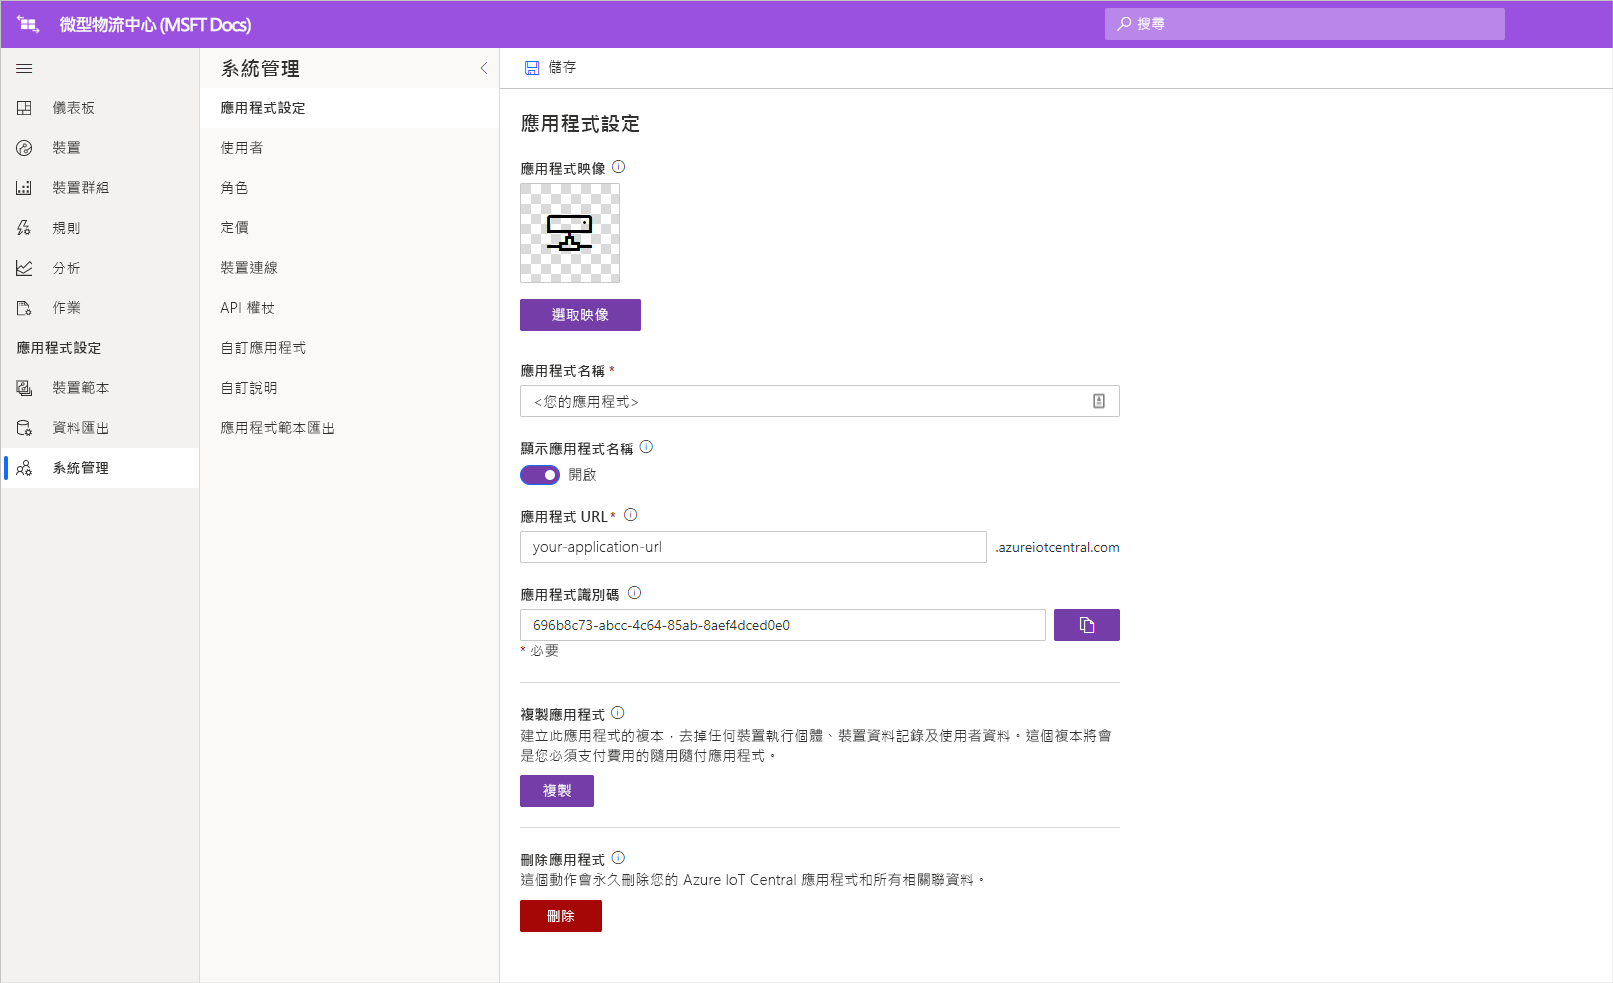 微型物流中心 (MSFT Docs)
搜尋
儀表板
裝置
裝置群組
規則
分析
作業
應用程式設定
裝置範本
資料匯出
系統管理
系統管理
應用程式設定
使用者
角色
定價
裝置連線
API 權杖
自訂應用程式
自訂說明
應用程式範本匯出
儲存
應用程式設定
應用程式映像
選取映像
應用程式名稱 *
<您的應用程式>
顯示應用程式名稱
開啟
應用程式 URL *
your-application-url
.azureiotcentral.com
應用程式識別碼
696b8c73-abcc-4c64-85ab-8aef4dced0e0
* 必要
複製應用程式
建立此應用程式的複本，去掉任何裝置執行個體、裝置資料記錄及使用者資料。這個複本將會
是您必須支付費用的隨用隨付應用程式。
複製
刪除應用程式
這個動作會永久刪除您的 Azure IoT Central 應用程式和所有相關聯資料。
刪除